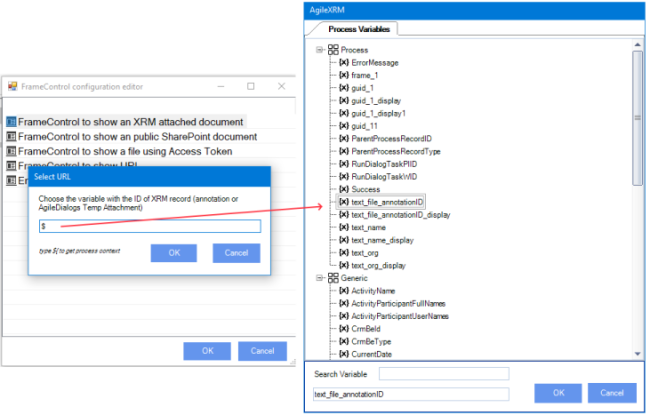 FrameControl configuration editor
FrameControl to show an XRM attached document
FrameControl to show an public SharePoint document
FrameControl to show a file using Access Token
FrameControl to show URL
Select URL
Choose the variable with the ID of XRM record (annotation or
AgileDialogs Temp Attachment)
$
type ${ to get process context
OK
Cancel
OK
Cancel
AgileXRM
Process Variables
Process
{x} ErrorMessage
{x} frame_1
{x} guid_1
{x} guid_1_display
{x} guid_1_display1
{x} guid_11
{x} ParentProcessRecordID
{x} ParentProcessRecordType
{x} RunDialogTaskPIID
{x} RunDialogTaskWID
{x} Success
{x} text_file_annotationID
{x} text_file_annotationID_display
{x} text_name
{x} text_name_display
{x} text_org
{x} text_org_display
Generic
{x} ActivityName
{x} ActivityParticipantFullNames
{x} ActivityParticipantUserNames
{x} CrmBeId
{x} CrmBeType
{x} CurrentDate
Search Variable
text_file_annotationID
OK
Cancel